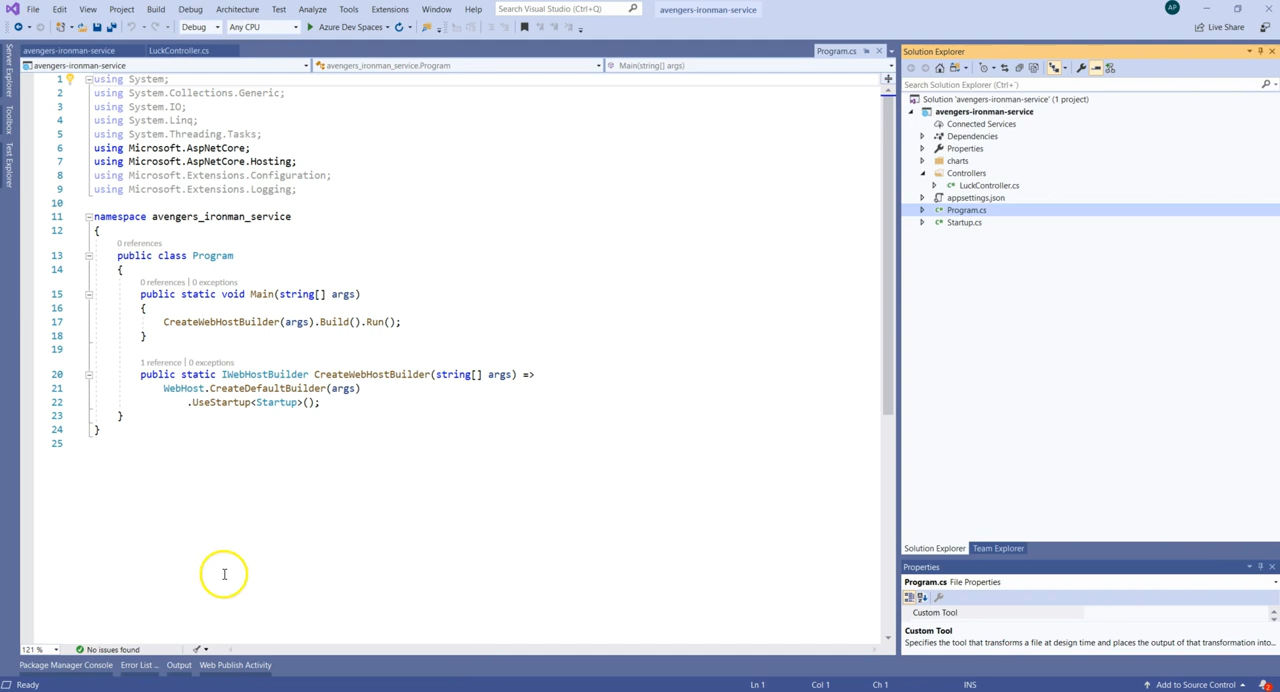 File Edit View Project Build Debug Architecture Test Analyze Tools Extensions Window Help Search Visual Studio (Ctrl+Q) avengers-ironman-service AP
Debug Any CPU Azure Dev Spaces Live Share
Server Explorer
Toolbox
Test Explorer
avengers-ironman-service LuckController.cs Program.cs
avengers-ironman-service avengers_ironman_service.Program Main(string[] args)
1 using System;
2 using System.Collections.Generic;
3 using System.IO;
4 using System.Linq;
5 using System.Threading.Tasks;
6 using Microsoft.AspNetCore;
7 using Microsoft.AspNetCore.Hosting;
8 using Microsoft.Extensions.Configuration;
9 using Microsoft.Extensions.Logging;
10
11 namespace avengers_ironman_service
12 {
0 references
13 public class Program
14 {
0 references | 0 exceptions
15 public static void Main(string[] args)
16 {
17 CreateWebHostBuilder(args).Build().Run();
18 }
19
1 reference | 0 exceptions
20 public static IWebHostBuilder CreateWebHostBuilder(string[] args) =>
21 WebHost.CreateDefaultBuilder(args)
22 .UseStartup<Startup>();
23 }
24 }
25
121 % No issues found
Package Manager Console Error List ... Output Web Publish Activity
Solution Explorer
Search Solution Explorer (Ctrl+`)
Solution 'avengers-ironman-service' (1 project)
avengers-ironman-service
Connected Services
Dependencies
Properties
charts
Controllers
LuckController.cs
appsettings.json
Program.cs
Startup.cs
Solution Explorer Team Explorer
Properties
Program.cs File Properties
Custom Tool
Custom Tool
Specifies the tool that transforms a file at design time and places the output of that transformation into...
Ready Ln 1 Col 1 Ch 1 INS Add to Source Control 2